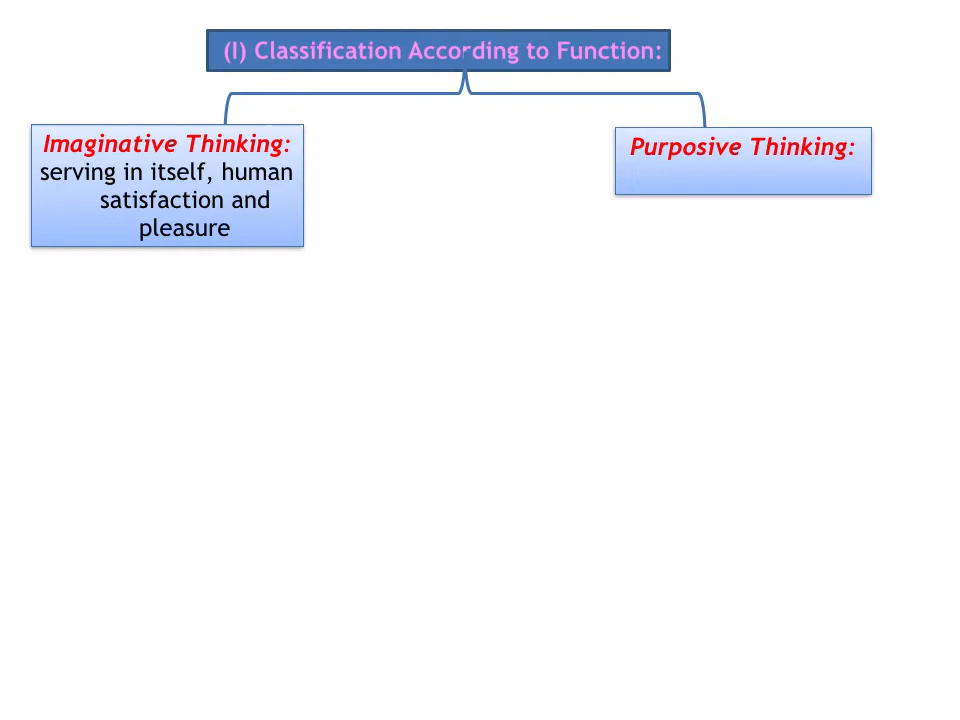 (I) Classification According to Function:
Imaginative Thinking:
serving in itself, human
satisfaction and
pleasure
Purposive Thinking: